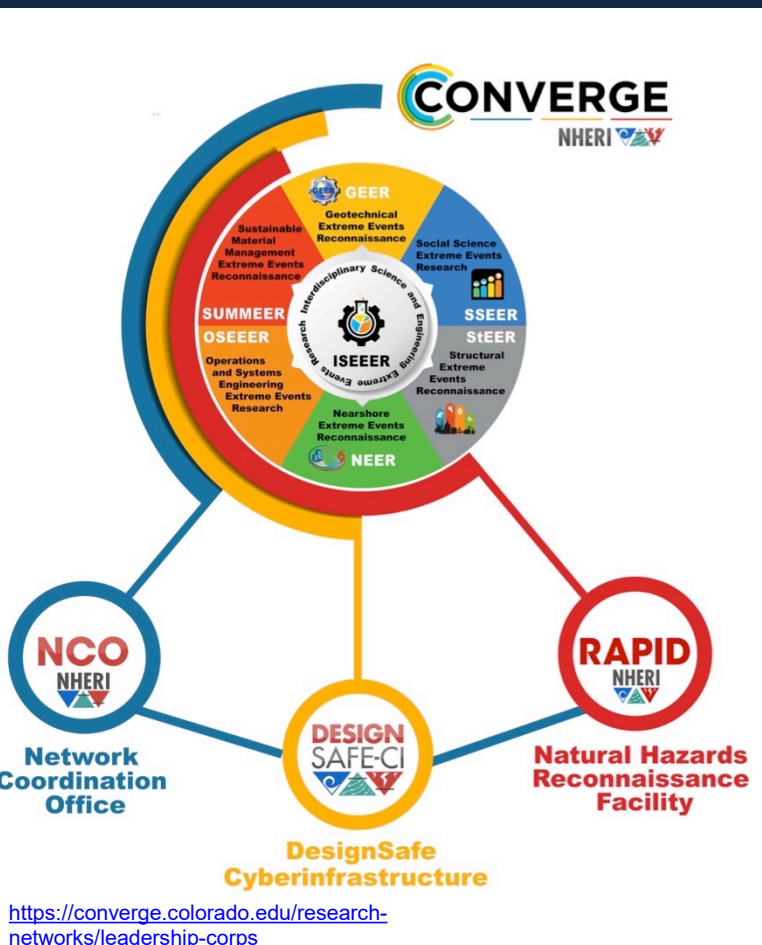 CONVERGE
NHERI
GEER
GEER
Geotechnical
Extreme Events
Reconnaissance
Social Science
Extreme Events
Research
SSEER
StEER
Structural
Extreme
Events
Reconnaissance
Nearshore
Extreme Events
Reconnaissance
NEER
OSEEER
Operations
and Systems
Engineering
Extreme Events
Research
Sustainable
Material
Management
Extreme Events
Reconnaissance
SUMMEER
Interdisciplinary Science and Engineering Extreme Events Research
ISEEER
NCO
NHERI
Network
Coordination
Office
DESIGN
SAFE-CI
DesignSafe
Cyberinfrastructure
RAPID
NHERI
Natural Hazards
Reconnaissance
Facility
https://converge.colorado.edu/research-
networks/leadership-corps